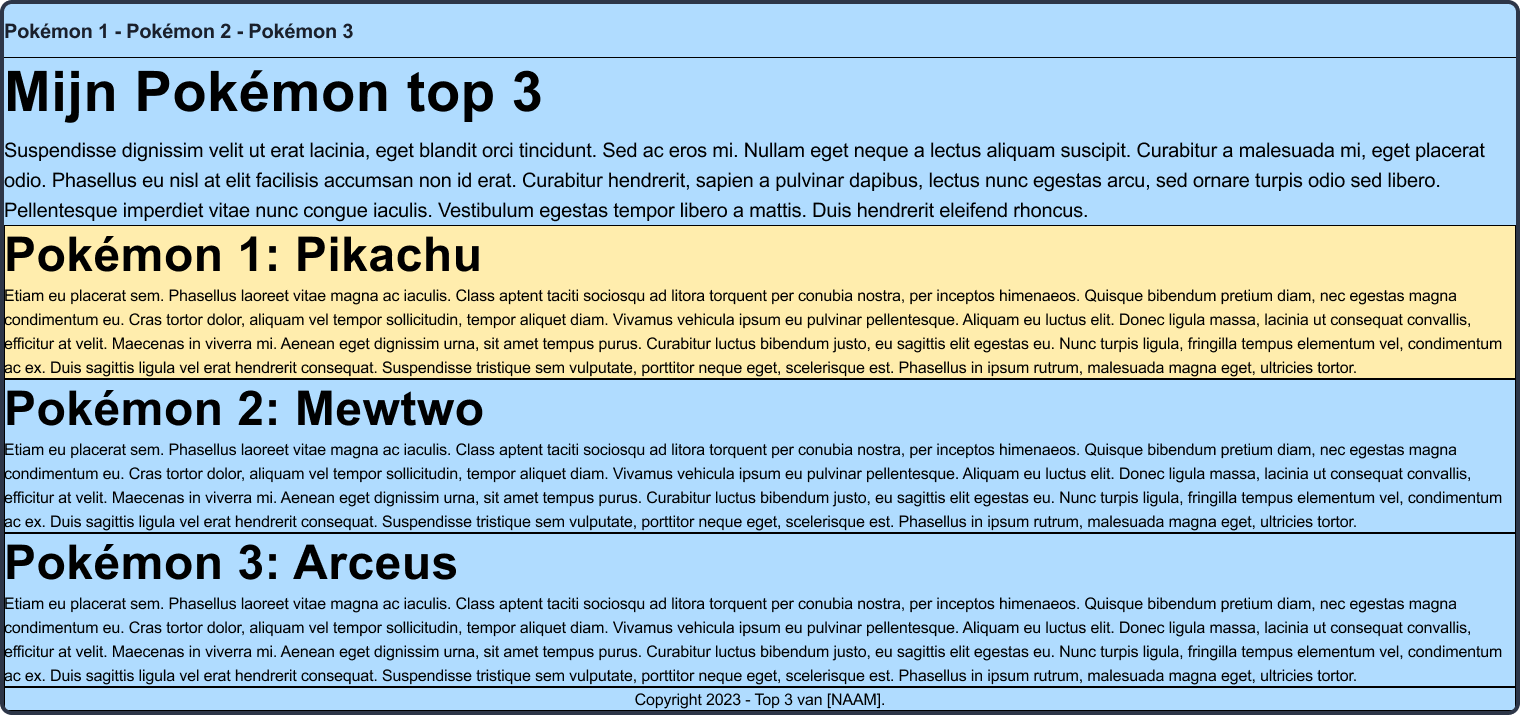 Pokémon 1 - Pokémon 2 - Pokémon 3
Mijn Pokémon top 3
Suspendisse dignissim velit ut erat lacinia, eget blandit orci tincidunt. Sed ac eros mi. Nullam eget neque a lectus aliquam suscipit. Curabitur a malesuada mi, eget placerat
odio. Phasellus eu nisl at elit facilisis accumsan non id erat. Curabitur hendrerit, sapien a pulvinar dapibus, lectus nunc egestas arcu, sed ornare turpis odio sed libero.
Pellentesque imperdiet vitae nunc congue iaculis. Vestibulum egestas tempor libero a mattis. Duis hendrerit eleifend rhoncus.
Pokémon 1: Pikachu
Etiam eu placerat sem. Phasellus laoreet vitae magna ac iaculis. Class aptent taciti sociosqu ad litora torquent per conubia nostra, per inceptos himenaeos. Quisque bibendum pretium diam, nec egestas magna
condimentum eu. Cras tortor dolor, aliquam vel tempor sollicitudin, tempor aliquet diam. Vivamus vehicula ipsum eu pulvinar pellentesque. Aliquam eu luctus elit. Donec ligula massa, lacinia ut consequat convallis,
efficitur at velit. Maecenas in viverra mi. Aenean eget dignissim urna, sit amet tempus purus. Curabitur luctus bibendum justo, eu sagittis elit egestas eu. Nunc turpis ligula, fringilla tempus elementum vel, condimentum
ac ex. Duis sagittis ligula vel erat hendrerit consequat. Suspendisse tristique sem vulputate, porttitor neque eget, scelerisque est. Phasellus in ipsum rutrum, malesuada magna eget, ultricies tortor.
Pokémon 2: Mewtwo
Etiam eu placerat sem. Phasellus laoreet vitae magna ac iaculis. Class aptent taciti sociosqu ad litora torquent per conubia nostra, per inceptos himenaeos. Quisque bibendum pretium diam, nec egestas magna
condimentum eu. Cras tortor dolor, aliquam vel tempor sollicitudin, tempor aliquet diam. Vivamus vehicula ipsum eu pulvinar pellentesque. Aliquam eu luctus elit. Donec ligula massa, lacinia ut consequat convallis,
efficitur at velit. Maecenas in viverra mi. Aenean eget dignissim urna, sit amet tempus purus. Curabitur luctus bibendum justo, eu sagittis elit egestas eu. Nunc turpis ligula, fringilla tempus elementum vel, condimentum
ac ex. Duis sagittis ligula vel erat hendrerit consequat. Suspendisse tristique sem vulputate, porttitor neque eget, scelerisque est. Phasellus in ipsum rutrum, malesuada magna eget, ultricies tortor.
Pokémon 3: Arceus
Etiam eu placerat sem. Phasellus laoreet vitae magna ac iaculis. Class aptent taciti sociosqu ad litora torquent per conubia nostra, per inceptos himenaeos. Quisque bibendum pretium diam, nec egestas magna
condimentum eu. Cras tortor dolor, aliquam vel tempor sollicitudin, tempor aliquet diam. Vivamus vehicula ipsum eu pulvinar pellentesque. Aliquam eu luctus elit. Donec ligula massa, lacinia ut consequat convallis,
efficitur at velit. Maecenas in viverra mi. Aenean eget dignissim urna, sit amet tempus purus. Curabitur luctus bibendum justo, eu sagittis elit egestas eu. Nunc turpis ligula, fringilla tempus elementum vel, condimentum
ac ex. Duis sagittis ligula vel erat hendrerit consequat. Suspendisse tristique sem vulputate, porttitor neque eget, scelerisque est. Phasellus in ipsum rutrum, malesuada magna eget, ultricies tortor.
Copyright 2023 - Top 3 van [NAAM].